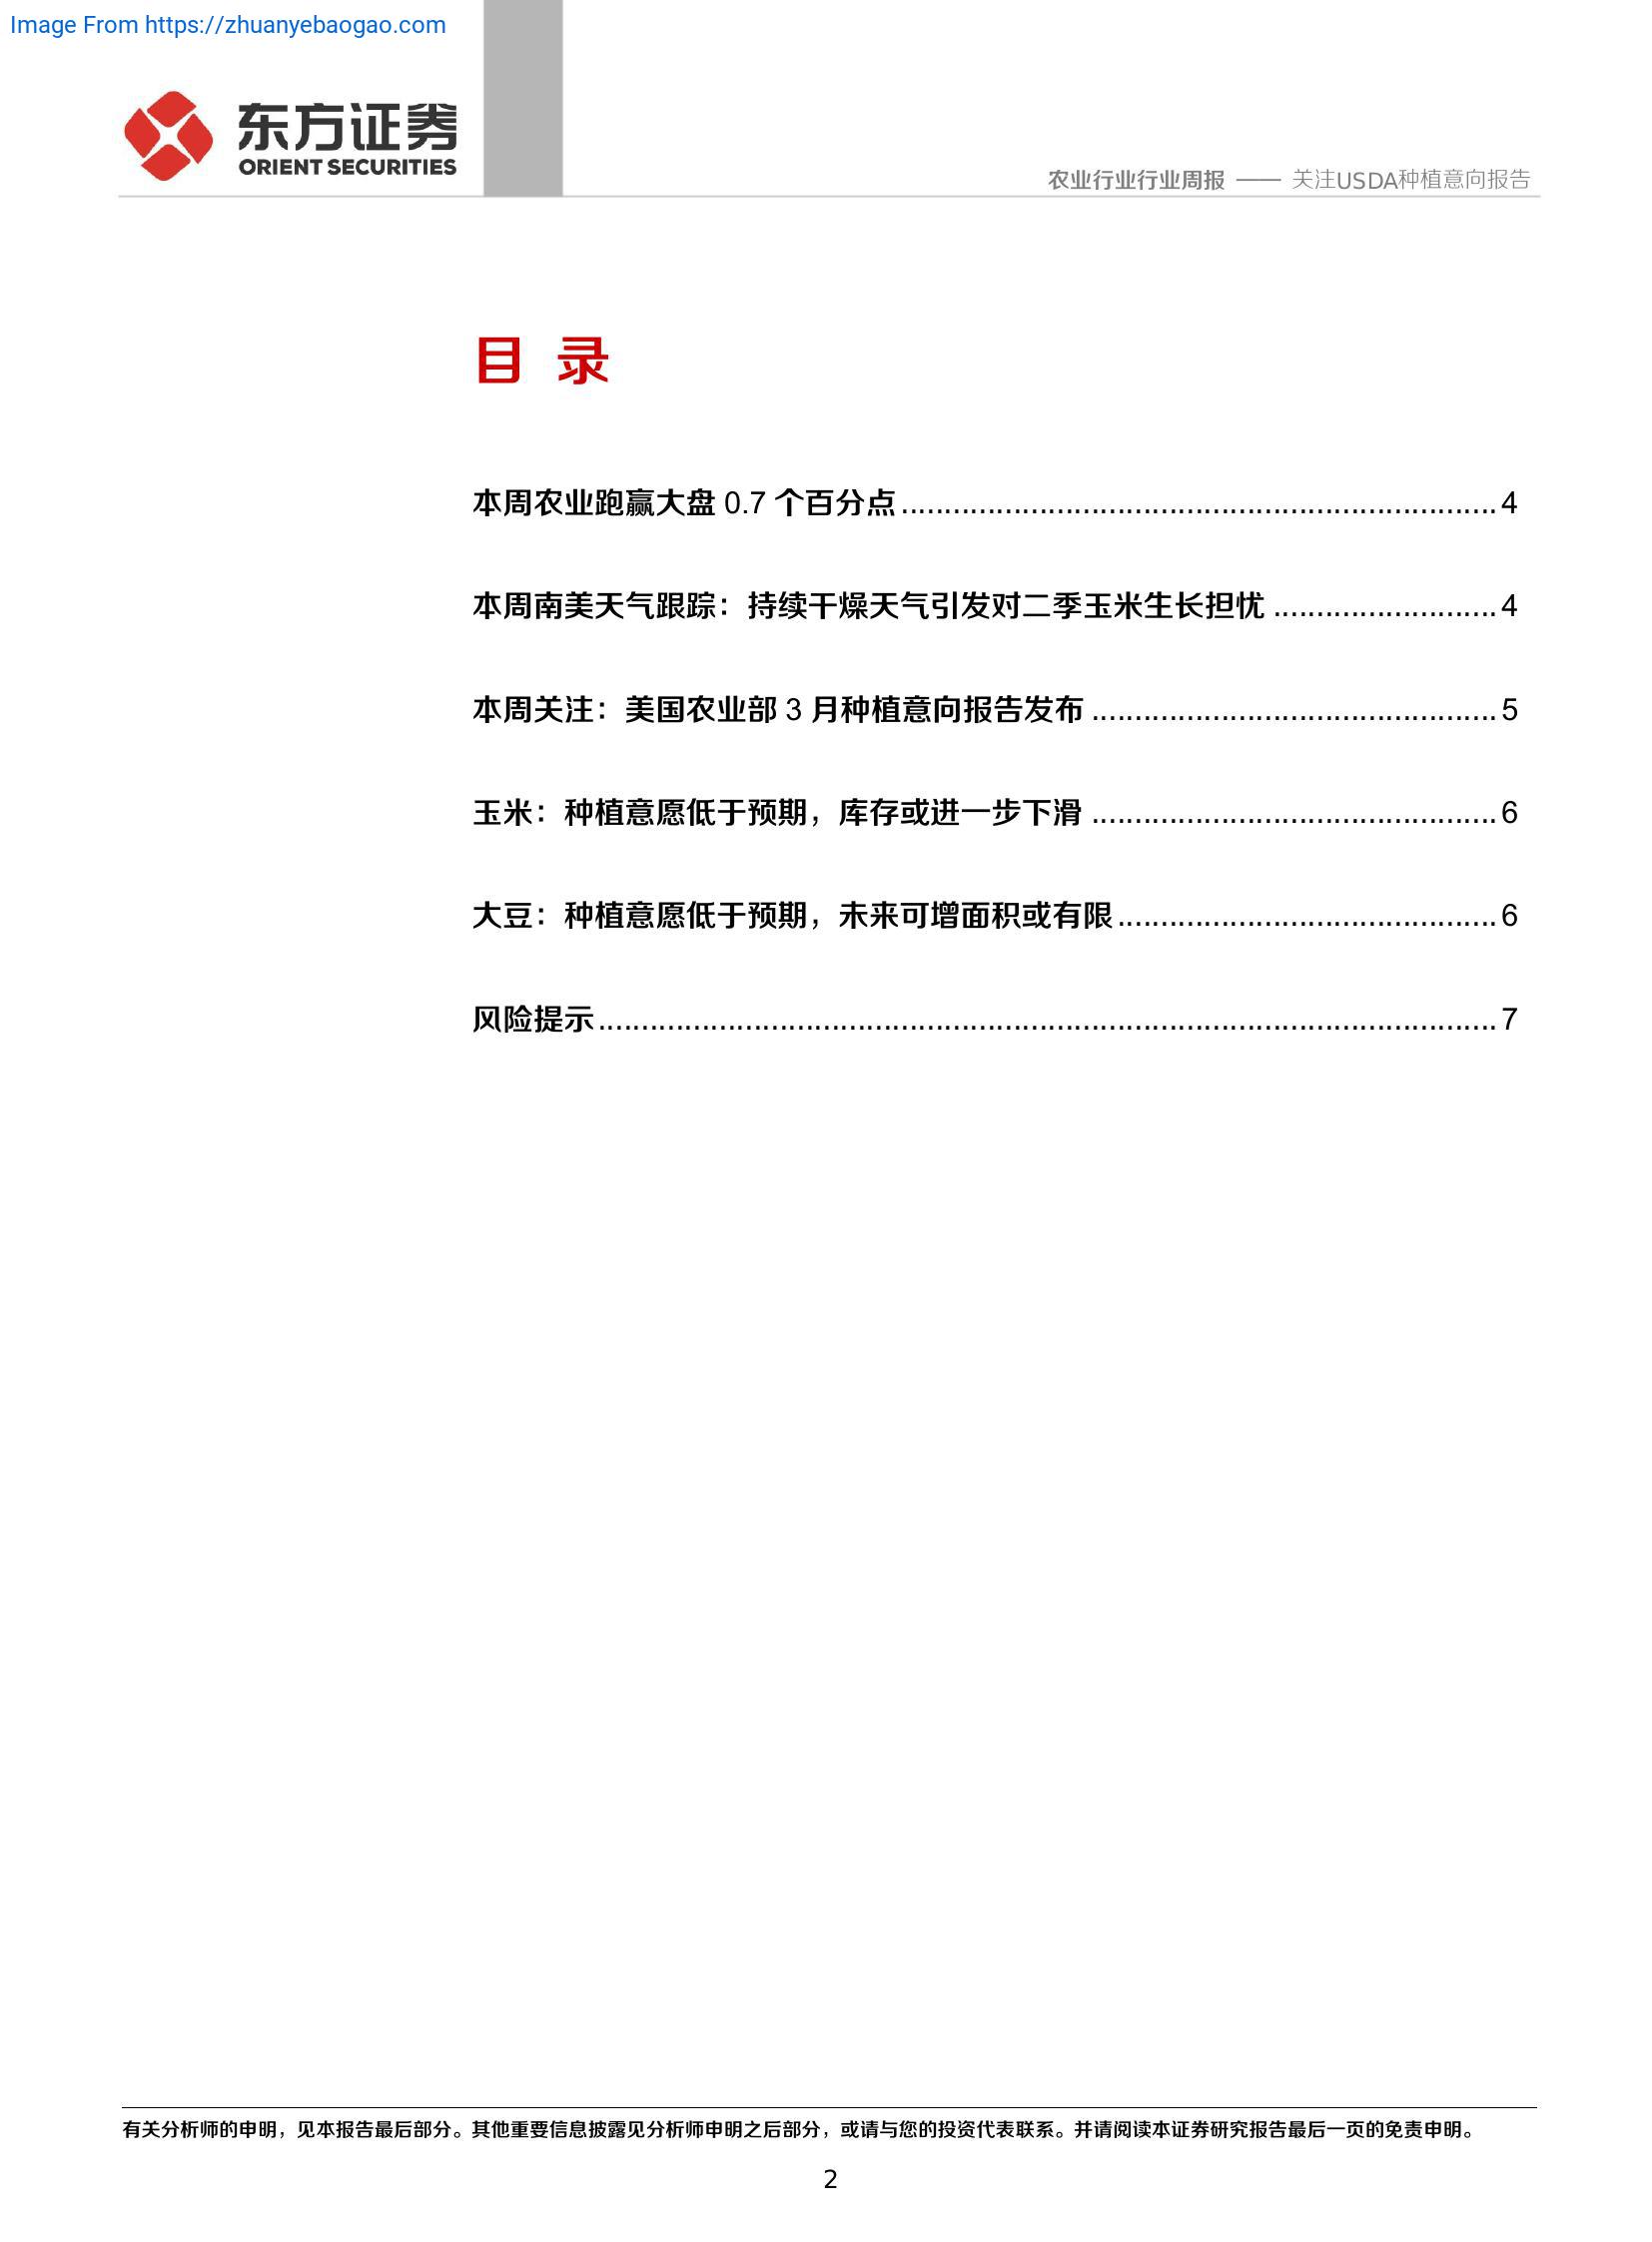 Image From https://zhuanyebaogao.com
东方证券
ORIENT SECURITIES
农业行业行业周报 —— 关注USDA种植意向报告
目 录
本周农业跑赢大盘 0.7 个百分点.....................................................................4
本周南美天气跟踪：持续干燥天气引发对二季玉米生长担忧 ..........................4
本周关注：美国农业部 3 月种植意向报告发布 ...............................................5
玉米：种植意愿低于预期，库存或进一步下滑 ...............................................6
大豆：种植意愿低于预期，未来可增面积或有限............................................6
风险提示........................................................................................................7
有关分析师的申明，见本报告最后部分。其他重要信息披露见分析师申明之后部分，或请与您的投资代表联系。并请阅读本证券研究报告最后一页的免责申明。
2